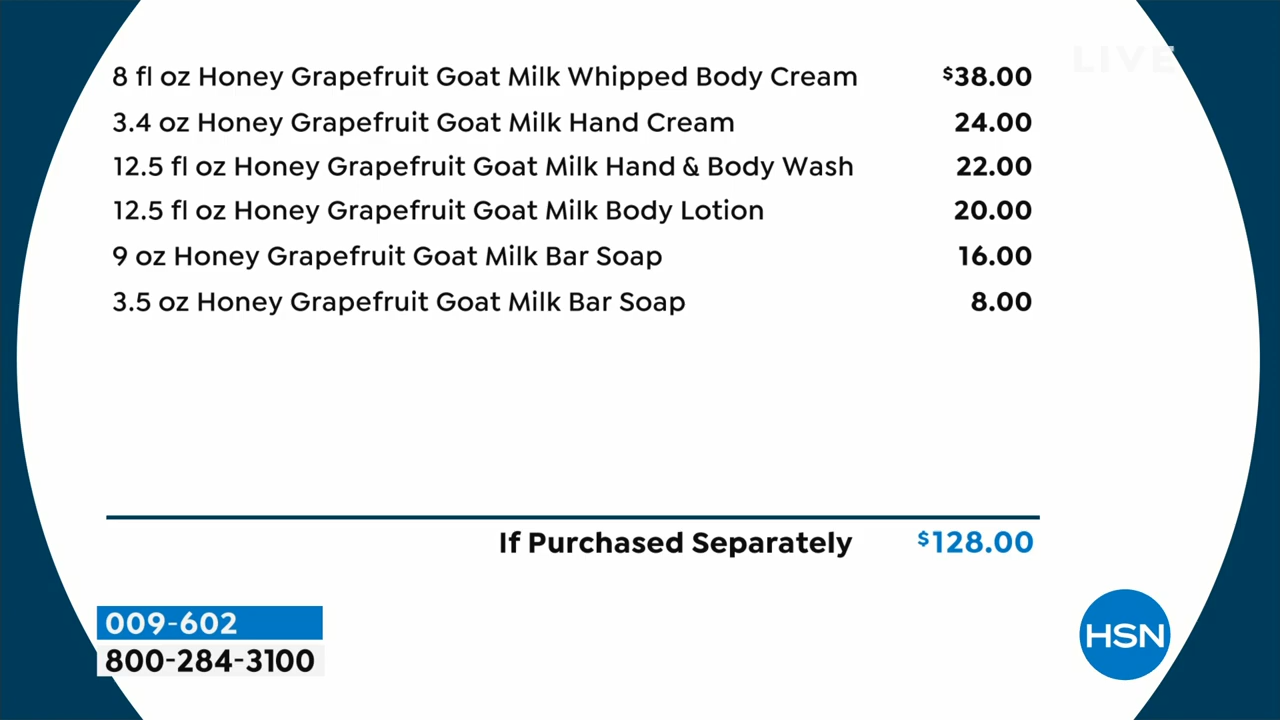 LIVE
8 fl oz Honey Grapefruit Goat Milk Whipped Body Cream $38.00
3.4 oz Honey Grapefruit Goat Milk Hand Cream 24.00
12.5 fl oz Honey Grapefruit Goat Milk Hand & Body Wash 22.00
12.5 fl oz Honey Grapefruit Goat Milk Body Lotion 20.00
9 oz Honey Grapefruit Goat Milk Bar Soap 16.00
3.5 oz Honey Grapefruit Goat Milk Bar Soap 8.00
If Purchased Separately $128.00
009-602
800-284-3100
HSN